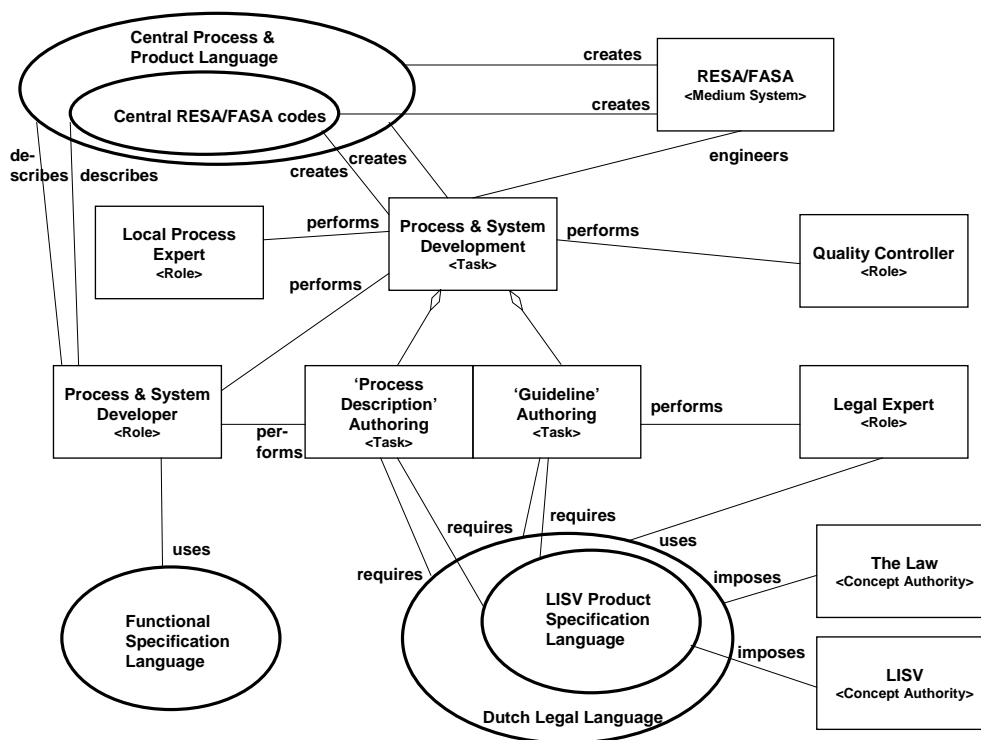 Central Process &
Product Language
creates
RESA/FASA
<Medium System>
Central RESA/FASA codes
creates
de-
scribes
describes
creates
creates
engineers
Local Process
Expert
<Role>
performs
Process & System
Development
<Task>
performs
Quality Controller
<Role>
performs
Process & System
Developer
<Role>
per-
forms
‘Process
Description’
Authoring
<Task>
‘Guideline’
Authoring
<Task>
performs
Legal Expert
<Role>
uses
requires
requires
requires
uses
imposes
The Law
<Concept Authority>
Functional
Specification
Language
LISV Product
Specification
Language
imposes
LISV
<Concept Authority>
Dutch Legal Language